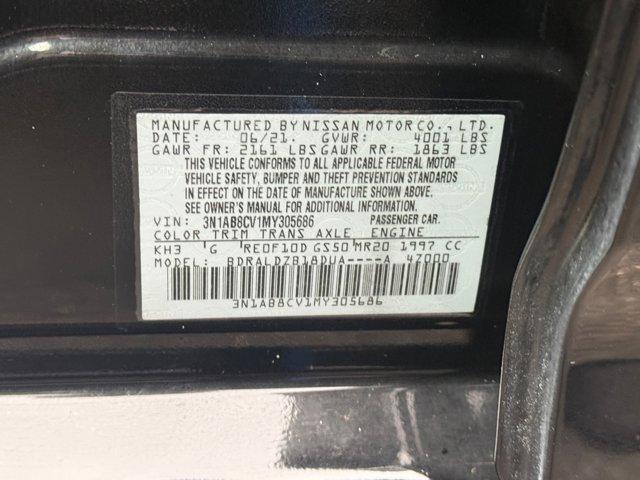 MANUFACTURED BY NISSAN MOTOR CO., LTD.
DATE: 06/21. GVWR: 4001 LBS
GAWR FR: 2161 LBS GAWR RR: 1863 LBS
THIS VEHICLE CONFORMS TO ALL APPLICABLE FEDERAL MOTOR
VEHICLE SAFETY, BUMPER AND THEFT PREVENTION STANDARDS
IN EFFECT ON THE DATE OF MANUFACTURE SHOWN ABOVE.
SEE OWNER'S MANUAL FOR ADDITIONAL INFORMATION
VIN: 3N1AB8CV1MY305686 PASSENGER CAR.
COLOR TRIM TRANS AXLE ENGINE
KH3 G RE0F10D GS50 MR20 1997 CC
MODEL: BDRALDZB18DUA----A 4Z000
3N1AB8CV1MY305686